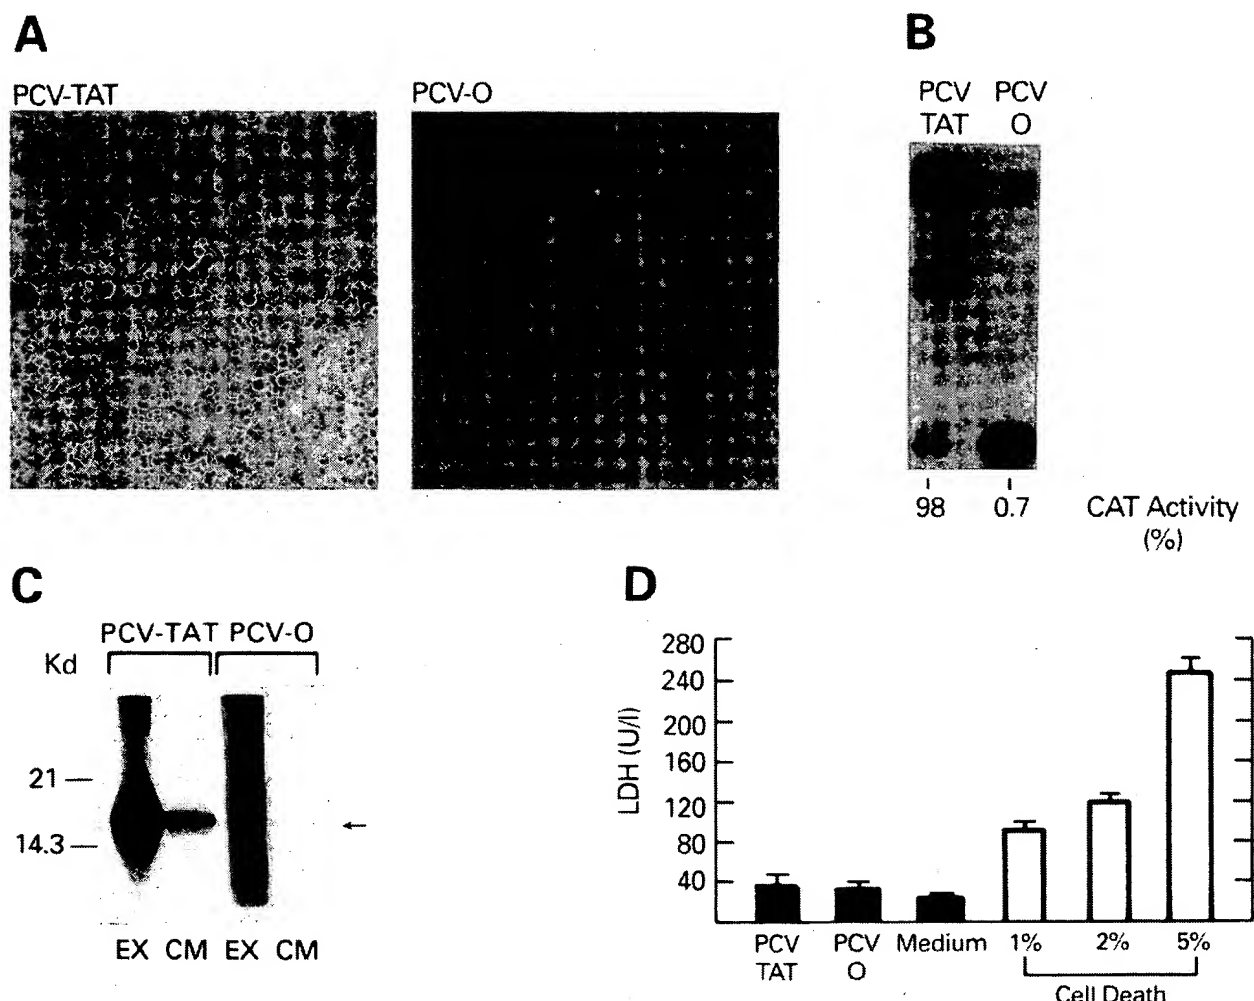 A
PCV-TAT
PCV-O
B
PCV PCV
TAT O
98 0.7 CAT Activity
(%)
C
PCV-TAT PCV-O
Kd
21
14.3
EX CM EX CM
D
LDH (U/l)
280
240
200
160
120
80
40
PCV PCV Medium 1% 2% 5%
TAT O
Cell Death